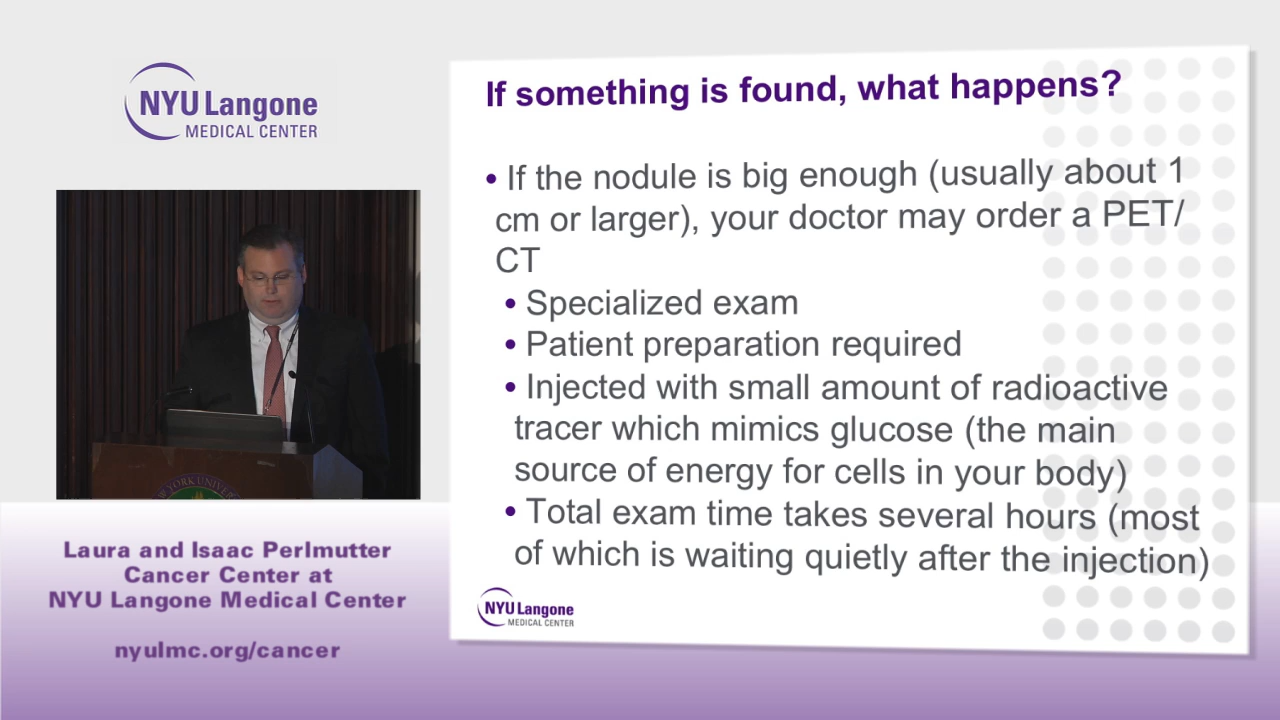 NYU Langone
MEDICAL CENTER
If something is found, what happens?
• If the nodule is big enough (usually about 1
cm or larger), your doctor may order a PET/
CT
• Specialized exam
• Patient preparation required
• Injected with small amount of radioactive
tracer which mimics glucose (the main
source of energy for cells in your body)
• Total exam time takes several hours (most
of which is waiting quietly after the injection)
NYU Langone
MEDICAL CENTER
YORK UNIVER
Laura and Isaac Perlmutter
Cancer Center at
NYU Langone Medical Center
nyulmc.org/cancer